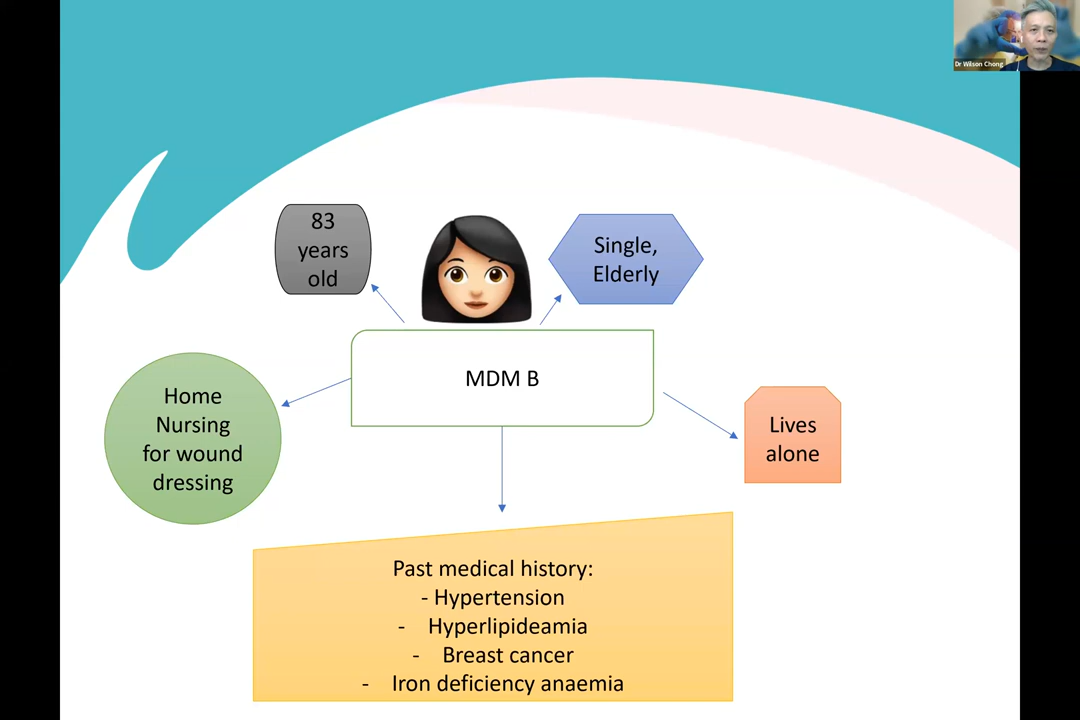 Dr Wilson Chong
83
years
old
Single,
Elderly
MDM B
Home
Nursing
for wound
dressing
Lives
alone
Past medical history:
- Hypertension
- Hyperlipideamia
- Breast cancer
- Iron deficiency anaemia